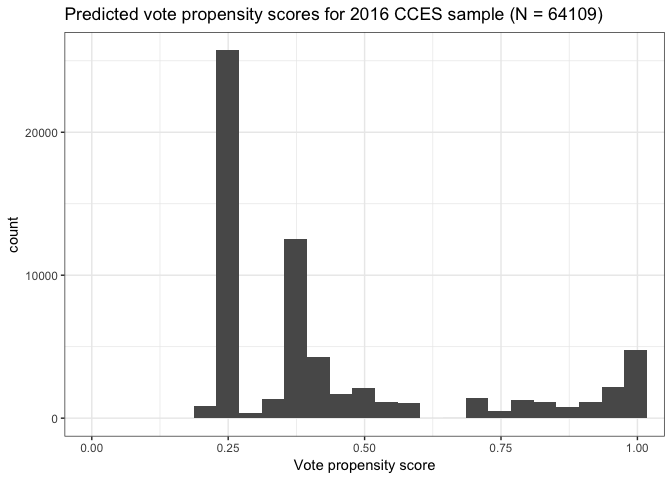 Predicted vote propensity scores for 2016 CCES sample (N = 64109)
20000
10000
0
count
0.00 0.25 0.50 0.75 1.00
Vote propensity score